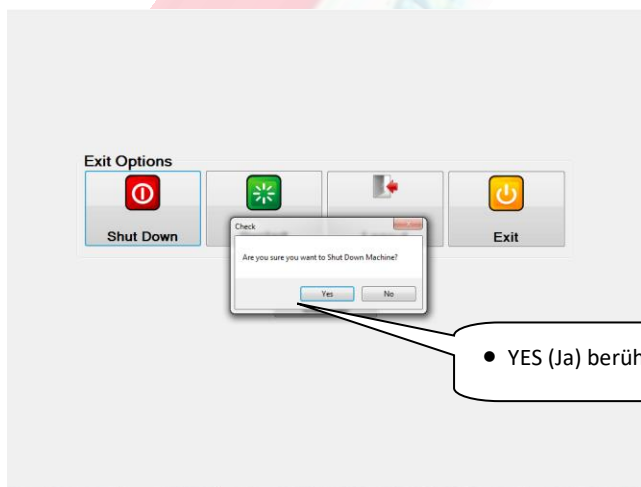 Exit Options
Shut Down
Exit
Check
Are you sure you want to Shut Down Machine?
Yes No
• YES (Ja) berüh